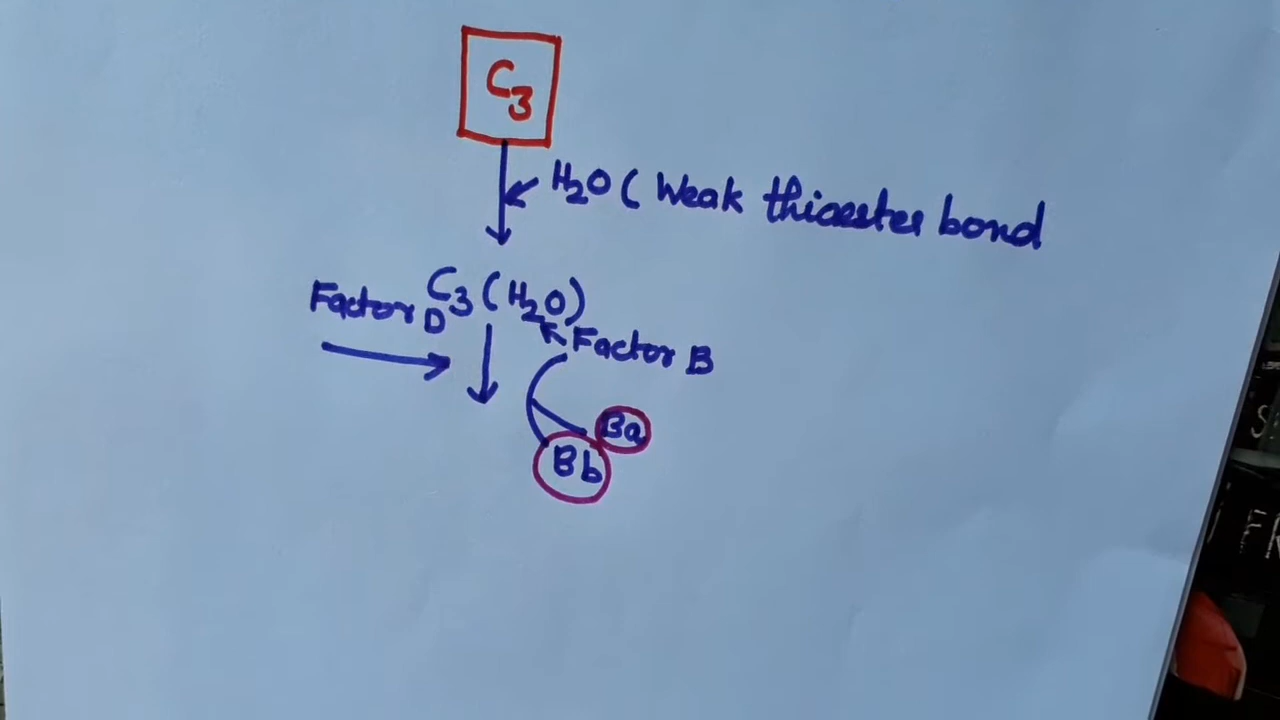 C3
H2O ( Weak thioester bond
C3 (H2O)
Factor D
Factor B
Ba
Bb